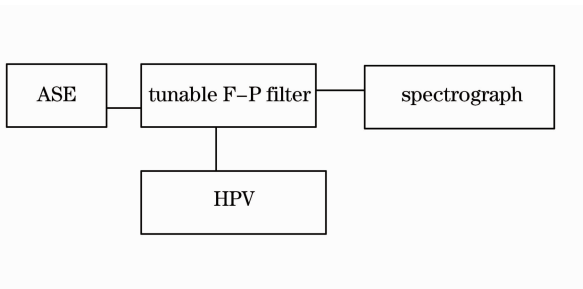 ASE
tunable F–P filter
spectrograph
HPV